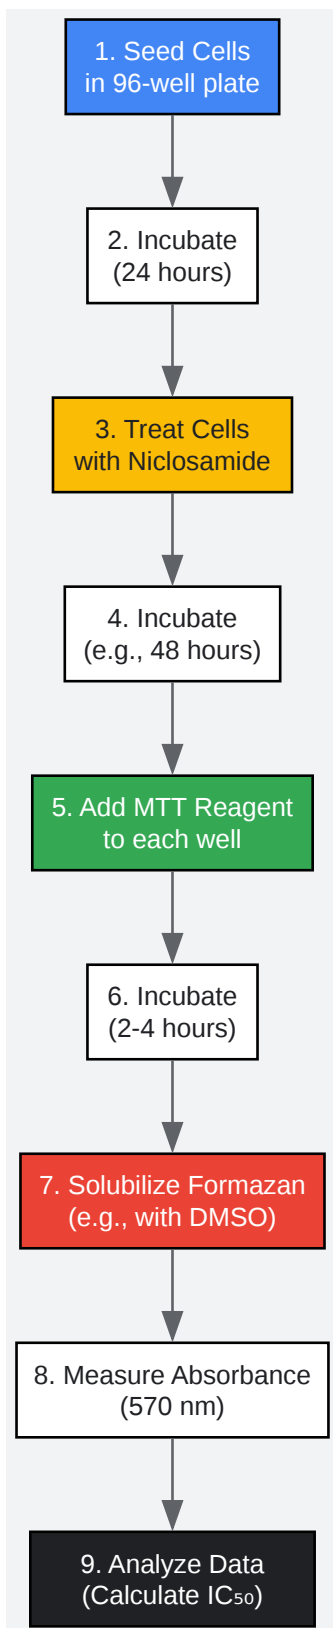 1. Seed Cells
in 96-well plate
2. Incubate
(24 hours)
3. Treat Cells
with Niclosamide
4. Incubate
(e.g., 48 hours)
5. Add MTT Reagent
to each well
6. Incubate
(2-4 hours)
7. Solubilize Formazan
(e.g., with DMSO)
8. Measure Absorbance
(570 nm)
9. Analyze Data
(Calculate IC₅₀)